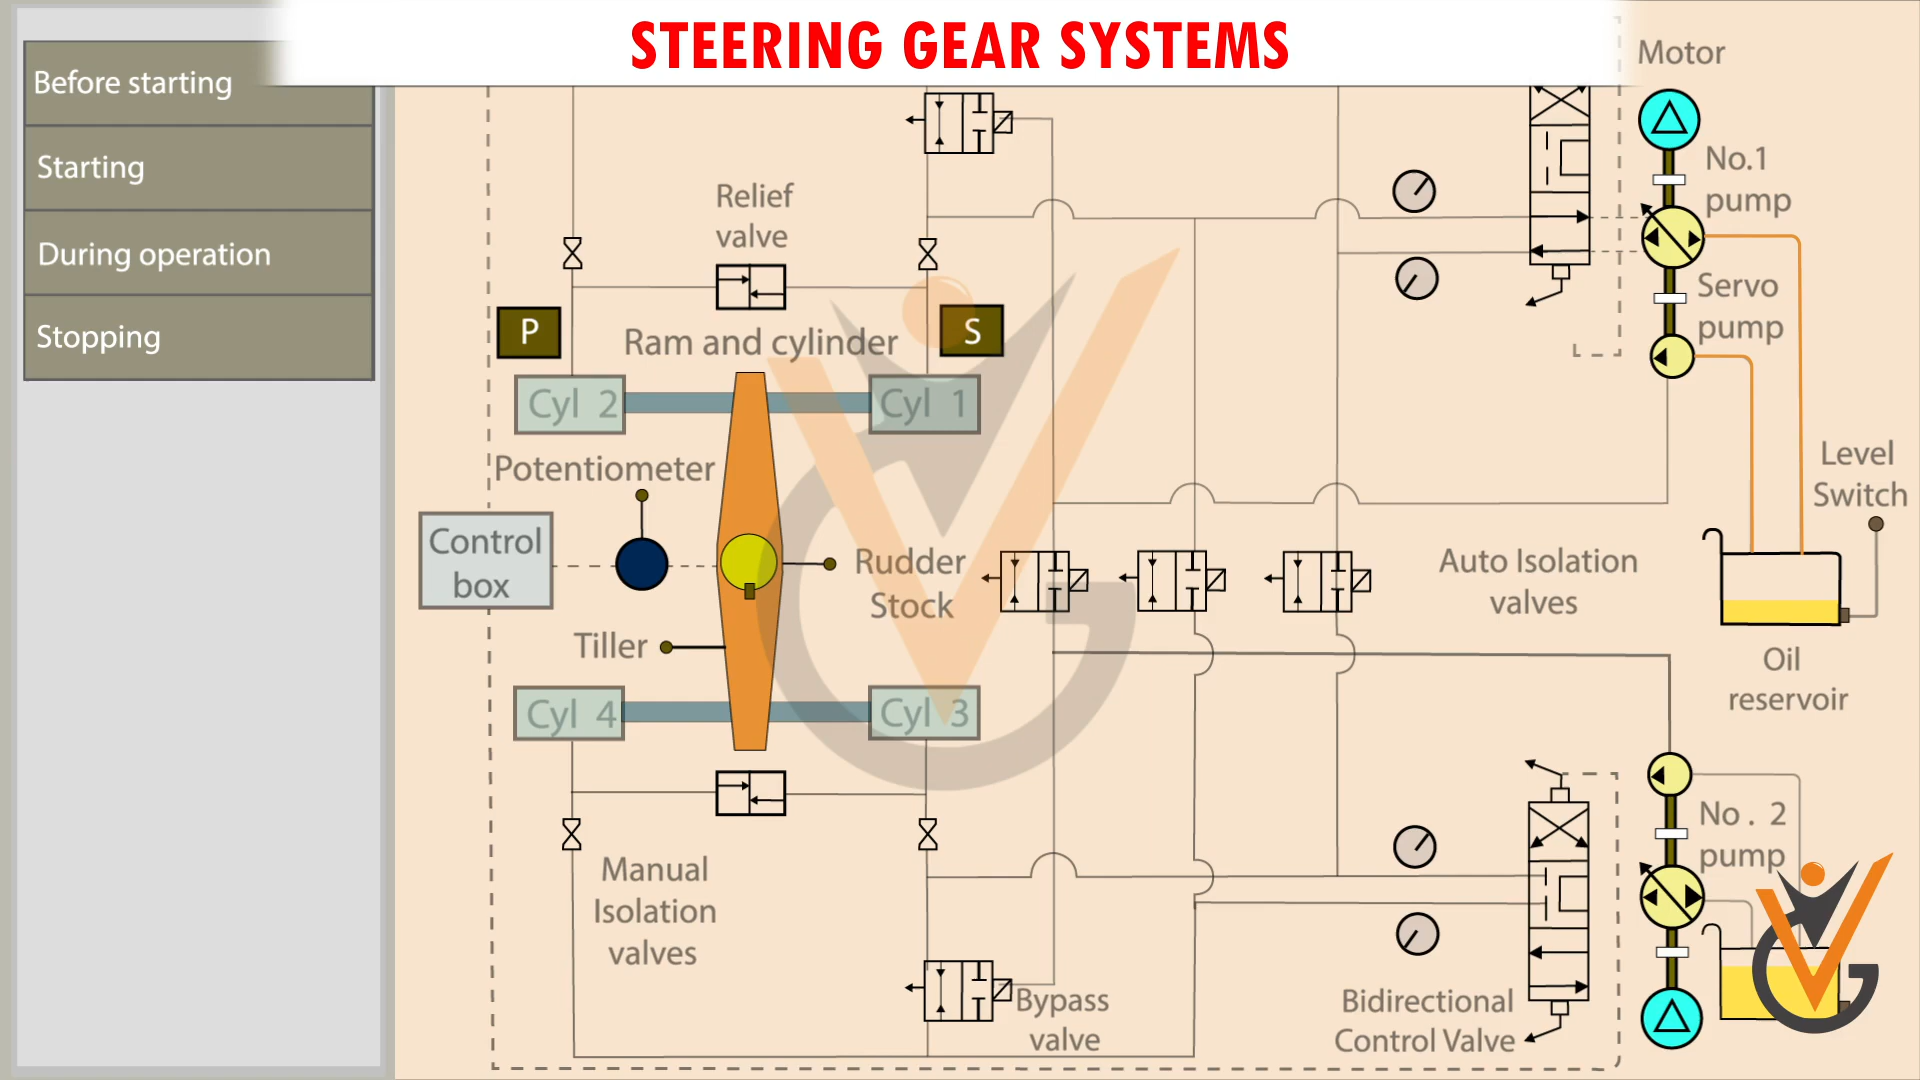 STEERING GEAR SYSTEMS
Before starting
Starting
During operation
Stopping
Motor
No.1
pump
Servo
pump
Relief
valve
P
S
Ram and cylinder
Cyl 2
Cyl 1
Potentiometer
Control
box
Rudder
Stock
Tiller
Cyl 4
Cyl 3
Auto Isolation
valves
Level
Switch
Oil
reservoir
Manual
Isolation
valves
Bypass
valve
Bidirectional
Control Valve
No . 2
pump